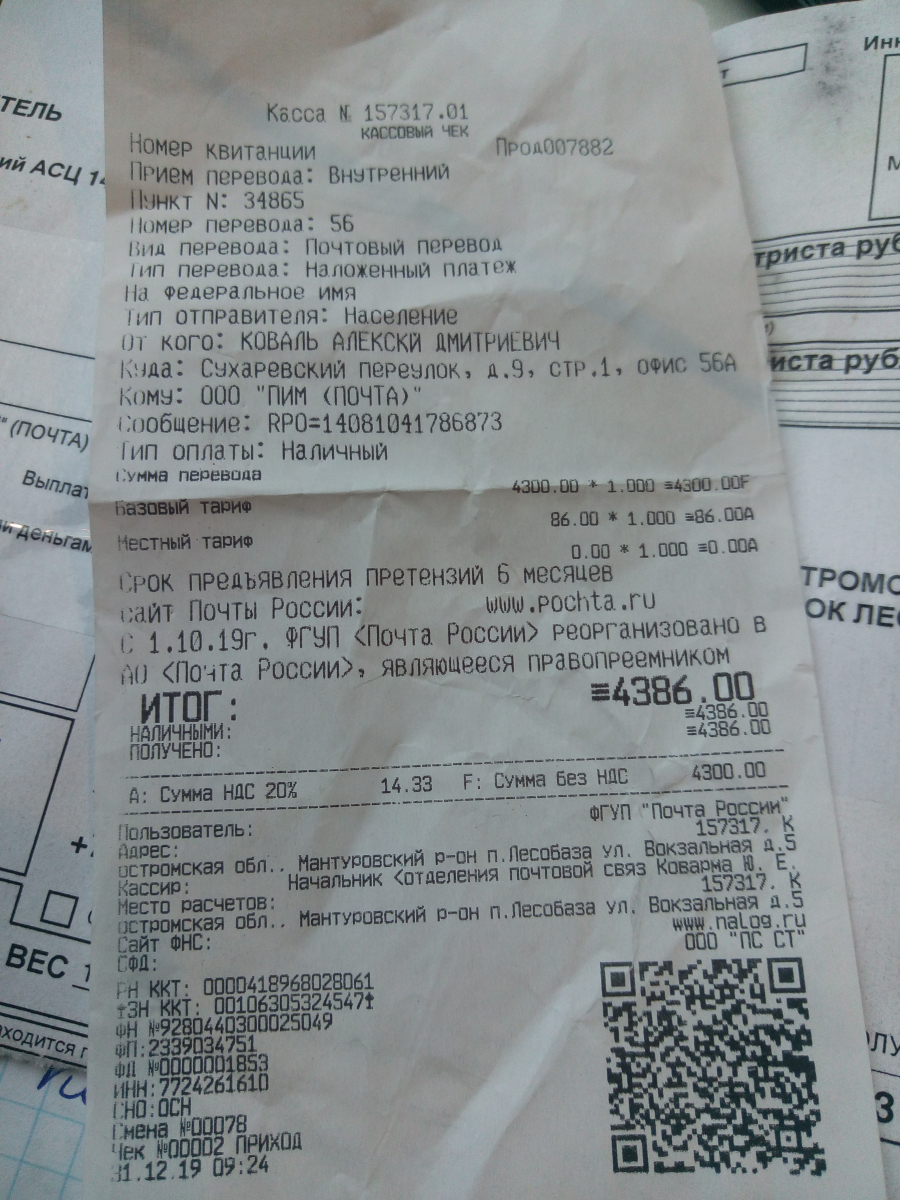 Касса № 157317.01
КАССОВЫЙ ЧЕК
Номер квитанции Прод007882
Прием перевода: Внутренний
Пункт N: 34865
Номер перевода: 56
Вид перевода: Почтовый перевод
Тип перевода: Наложенный платеж
На федеральное имя
Тип отправителя: Население
От кого: КОВАЛЬ АЛЕКСКЙ ДМИТРИЕВИЧ
Куда: Сухаревский переулок, д.9, стр.1, офис 56А
Кому: ООО "ПИМ (ПОЧТА)"
Сообщение: RPO=14081041786873
Тип оплаты: Наличный
Сумма перевода 4300.00 * 1.000 ≡4300.00F
Базовый тариф 86.00 * 1.000 ≡86.00А
Местный тариф 0.00 * 1.000 ≡0.00А
Срок предъявления претензий 6 месяцев
сайт Почты России: www.pochta.ru
С 1.10.19г. ФГУП <Почта России> реорганизовано в
АО <Почта России>, являющееся правопреемником
ИТОГ: ≡4386.00
НАЛИЧНЫМИ: ≡4386.00
ПОЛУЧЕНО: ≡4386.00
А: Сумма НДС 20% 14.33 F: Сумма без НДС 4300.00
Пользователь: ФГУП "Почта России"
Адрес: 157317. К
остромская обл.. Мантуровский р-он п.Лесобаза ул. Вокзальная д.5
Кассир: Начальник <отделения почтовой связ Коварма Ю. Е.
Место расчетов: 157317. К
остромская обл.. Мантуровский р-он п.Лесобаза ул. Вокзальная д.5
Сайт ФНС: www.nalog.ru
СФД: ООО "ПС СТ"
РН ККТ: 0000418968028061
ЗН ККТ: 00106305324547
ФН №9280440300025049
ФП:2339034751
ФД №0000001853
ИНН:7724261610
СНО:ОСН
Смена №00078
Чек №00002 ПРИХОД
31.12.19 09:24
ТЕЛЬ
ий АСЦ 14
" (ПОЧТА)
Выплат
и деньгам
ВЕС 1
аходится
Инн
т
триста руб
иста руб
ТРОМС
ОК ЛЕС
3